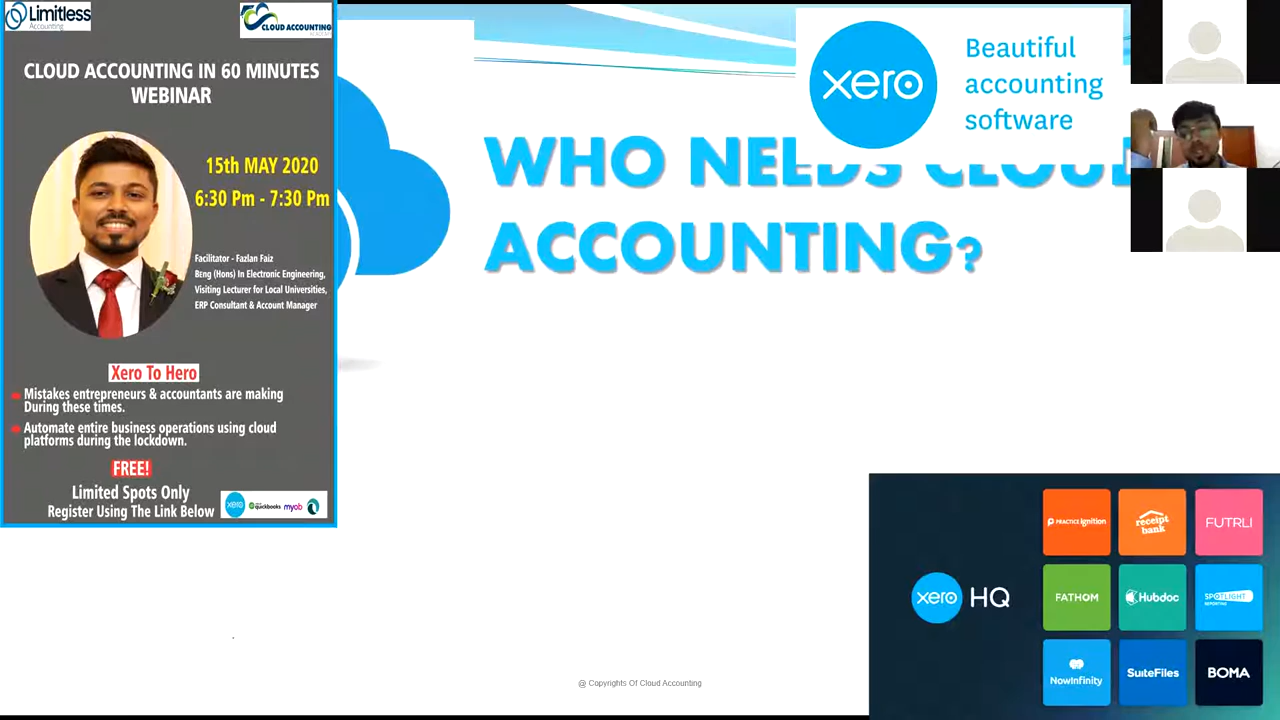 Limitless
Accounting
CLOUD ACCOUNTING
ACADEMY
CLOUD ACCOUNTING IN 60 MINUTES
WEBINAR
15th MAY 2020
6:30 Pm - 7:30 Pm
Facilitator - Fazlan Faiz
BEng (Hons) In Electronic Engineering,
Visiting Lecturer for Local Universities,
ERP Consultant & Account Manager
Xero To Hero
Mistakes entrepreneurs & accountants are making
During these times.
Automate entire business operations using cloud
platforms during the lockdown.
FREE!
Limited Spots Only
Register Using The Link Below
xero
quickbooks
myob
xero
Beautiful
accounting
software
WHO NEEDS CLOUD
ACCOUNTING?
xero HQ
PRACTICE ignition
receipt
bank
FUTRLI
FATHOM
Hubdoc
SPOTLIGHT
REPORTING
NowInfinity
SuiteFiles
BOMA
@ Copyrights Of Cloud Accounting